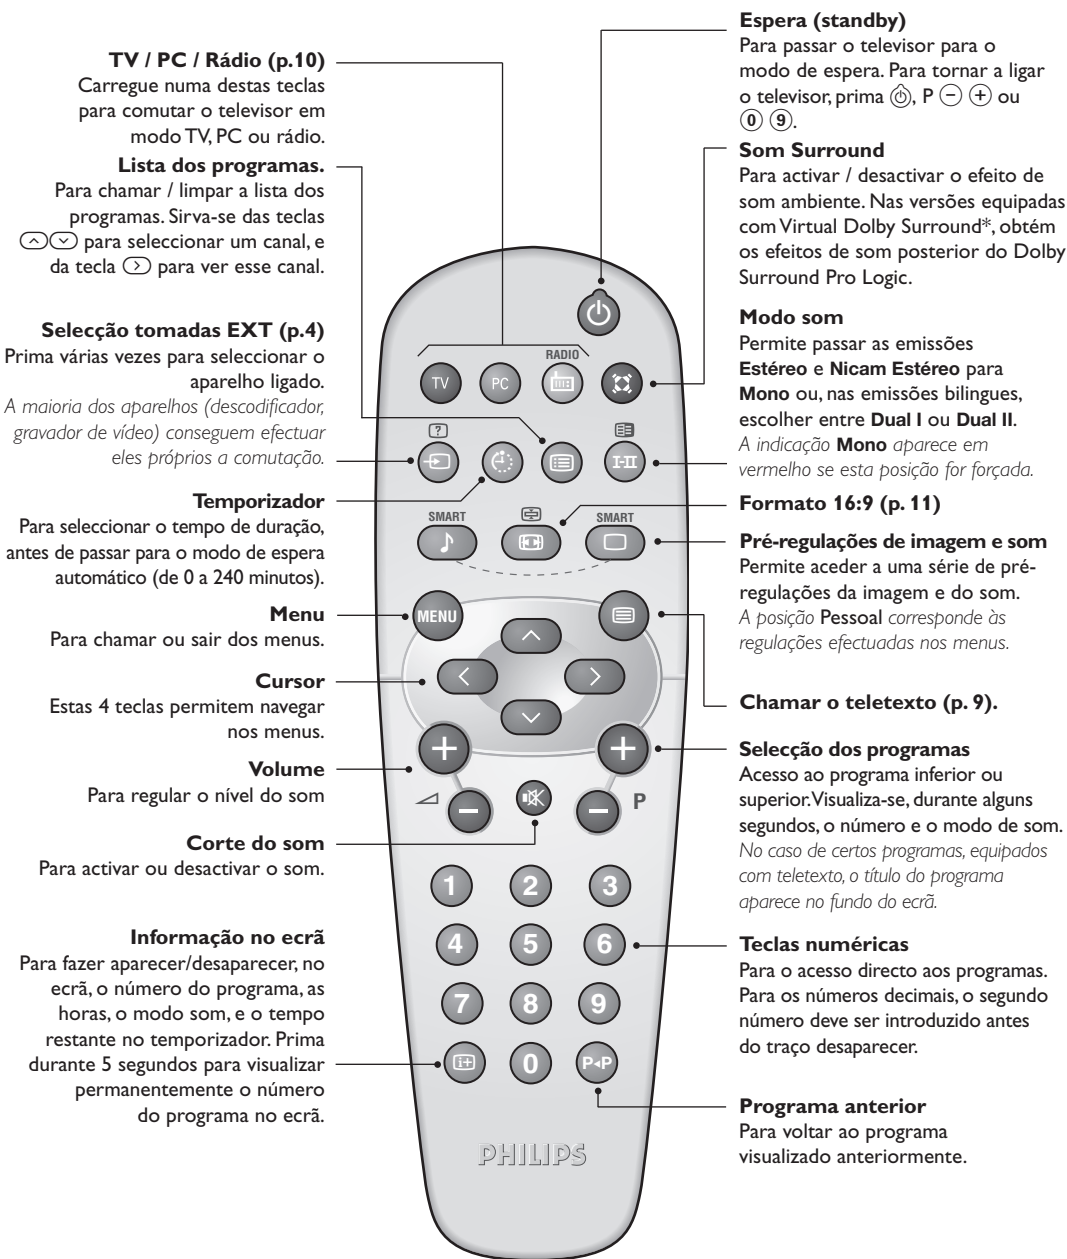 TV / PC / Rádio (p.10)
Carregue numa destas teclas
para comutar o televisor em
modo TV, PC ou rádio.
Lista dos programas.
Para chamar / limpar a lista dos
programas. Sirva-se das teclas
para seleccionar um canal, e
da tecla para ver esse canal.
Selecção tomadas EXT (p.4)
Prima várias vezes para seleccionar o
aparelho ligado.
A maioria dos aparelhos (descodificador,
gravador de vídeo) conseguem efectuar
eles próprios a comutação.
Temporizador
Para seleccionar o tempo de duração,
antes de passar para o modo de espera
automático (de 0 a 240 minutos).
Menu
Para chamar ou sair dos menus.
Cursor
Estas 4 teclas permitem navegar
nos menus.
Volume
Para regular o nível do som
Corte do som
Para activar ou desactivar o som.
Informação no ecrã
Para fazer aparecer/desaparecer, no
ecrã, o número do programa, as
horas, o modo som, e o tempo
restante no temporizador. Prima
durante 5 segundos para visualizar
permanentemente o número
do programa no ecrã.
RADIO
TV PC
?
I-II
SMART SMART
MENU
P
1 2 3
4 5 6
7 8 9
i+ 0 P◂P
PHILIPS
Espera (standby)
Para passar o televisor para o
modo de espera. Para tornar a ligar
o televisor, prima , P - + ou
0 9.
Som Surround
Para activar / desactivar o efeito de
som ambiente. Nas versões equipadas
com Virtual Dolby Surround*, obtém
os efeitos de som posterior do Dolby
Surround Pro Logic.
Modo som
Permite passar as emissões
Estéreo e Nicam Estéreo para
Mono ou, nas emissões bilingues,
escolher entre Dual I ou Dual II.
A indicação Mono aparece em
vermelho se esta posição for forçada.
Formato 16:9 (p. 11)
Pré-regulações de imagem e som
Permite aceder a uma série de pré-
regulações da imagem e do som.
A posição Pessoal corresponde às
regulações efectuadas nos menus.
Chamar o teletexto (p. 9).
Selecção dos programas
Acesso ao programa inferior ou
superior. Visualiza-se, durante alguns
segundos, o número e o modo de som.
No caso de certos programas, equipados
com teletexto, o título do programa
aparece no fundo do ecrã.
Teclas numéricas
Para o acesso directo aos programas.
Para os números decimais, o segundo
número deve ser introduzido antes
do traço desaparecer.
Programa anterior
Para voltar ao programa
visualizado anteriormente.